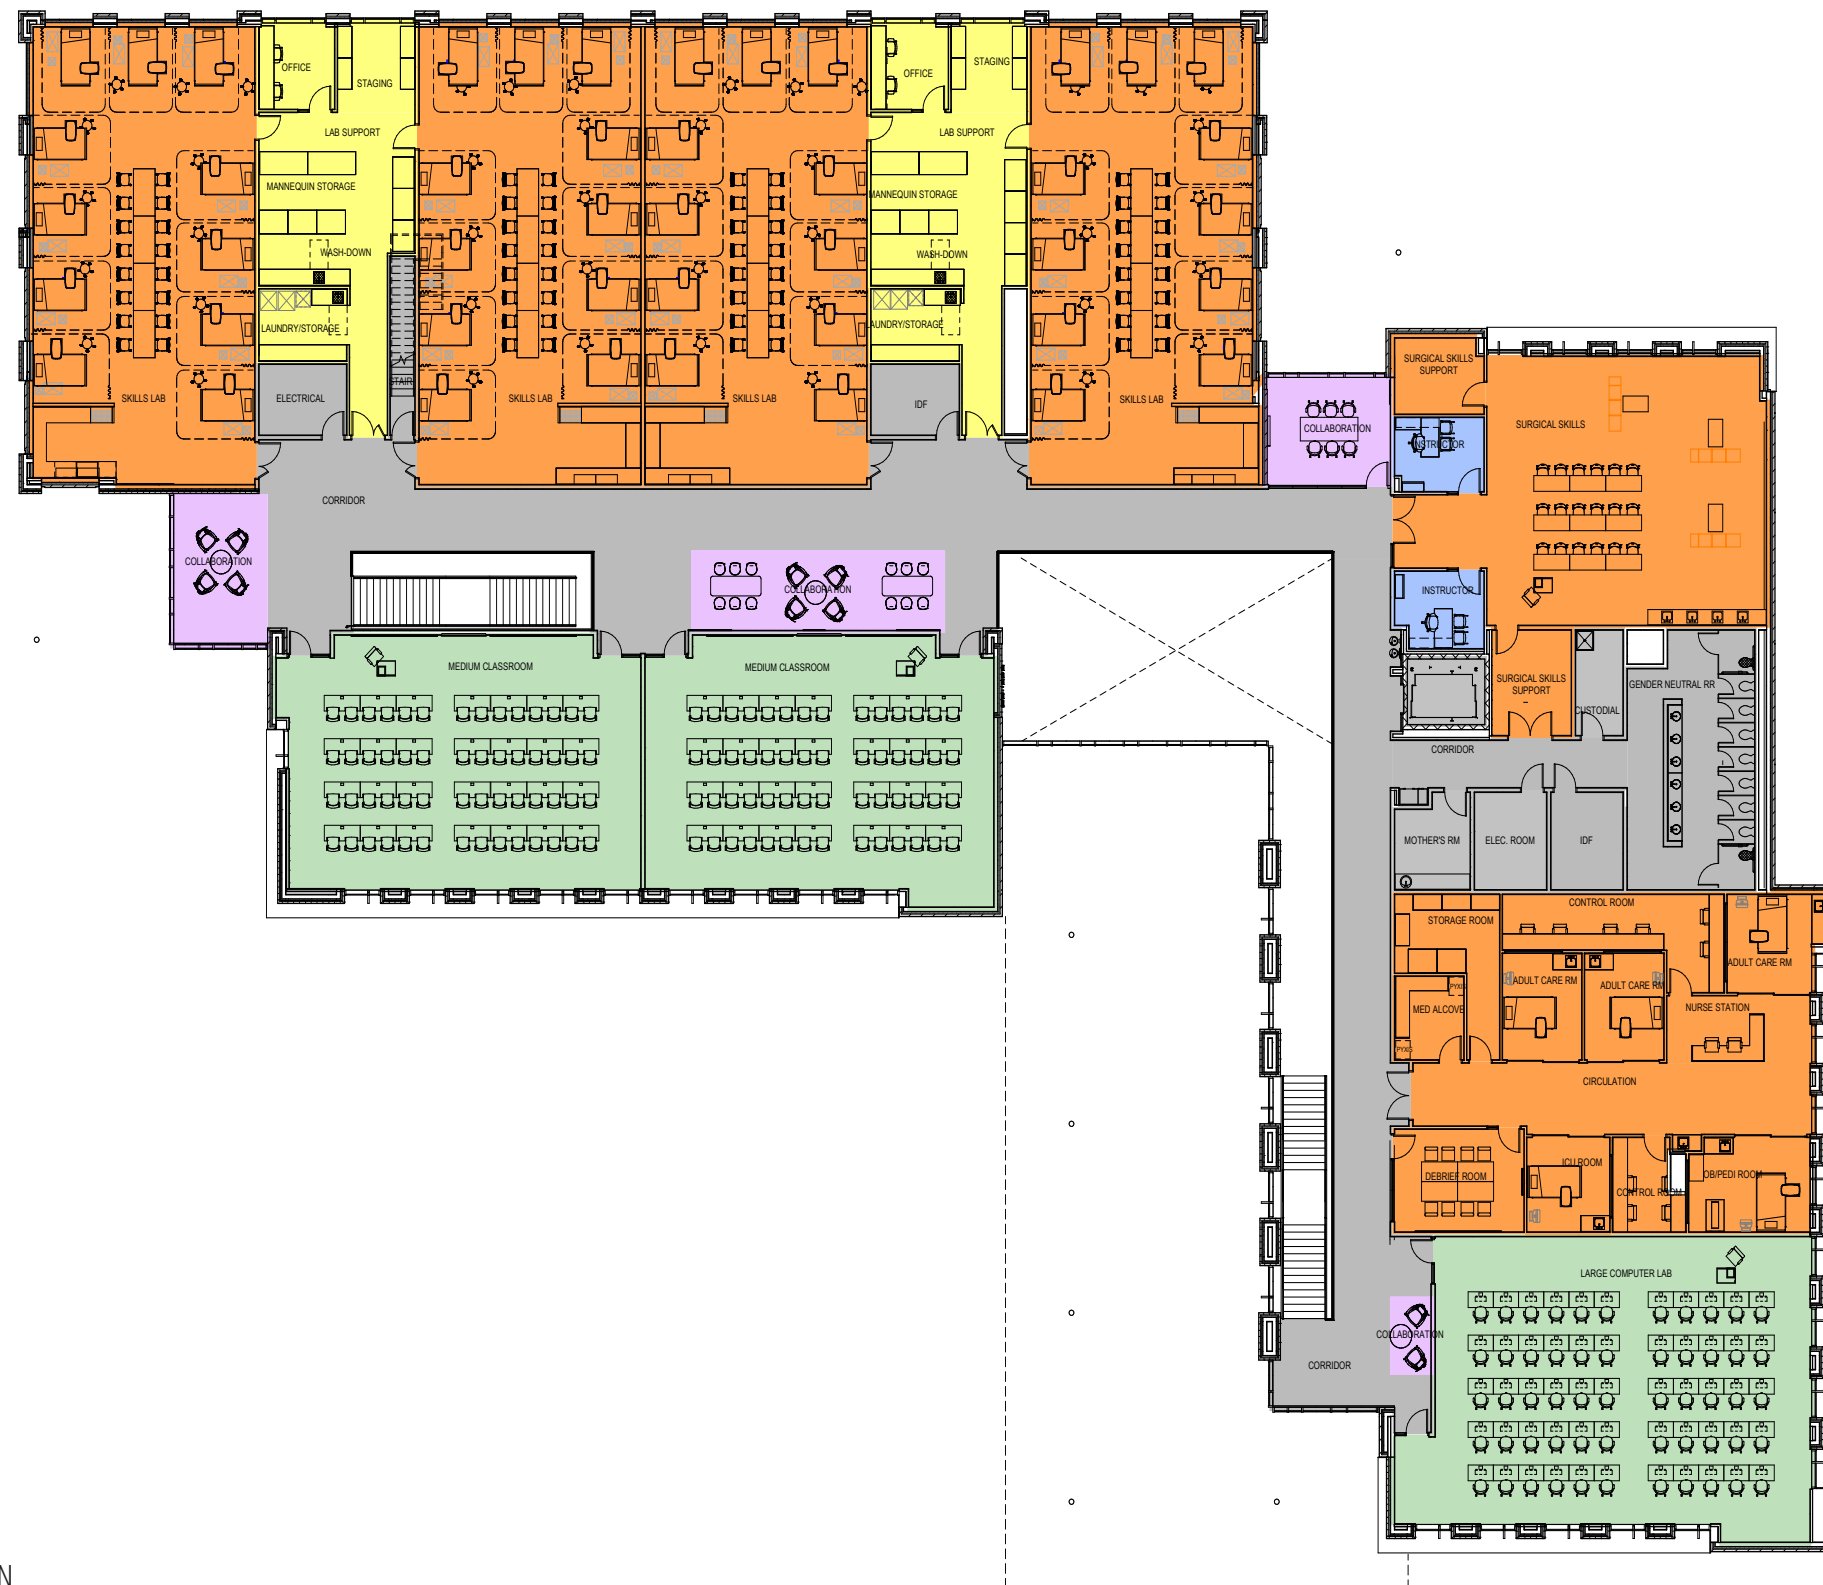 OFFICE
STAGING
LAB SUPPORT
MANNEQUIN STORAGE
WASH-DOWN
LAUNDRY/STORAGE
ELECTRICAL
STAIR
SKILLS LAB
SKILLS LAB
SKILLS LAB
SKILLS LAB
OFFICE
STAGING
LAB SUPPORT
MANNEQUIN STORAGE
WASH-DOWN
LAUNDRY/STORAGE
IDF
COLLABORATION
SURGICAL SKILLS
SUPPORT
INSTRUCTOR
SURGICAL SKILLS
CORRIDOR
COLLABORATION
COLLABORATION
INSTRUCTOR
MEDIUM CLASSROOM
MEDIUM CLASSROOM
SURGICAL SKILLS
SUPPORT
CUSTODIAL
GENDER NEUTRAL RR
CORRIDOR
MOTHER'S RM
ELEC. ROOM
IDF
STORAGE ROOM
CONTROL ROOM
ADULT CARE RM
ADULT CARE RM
ADULT CARE RM
PYXIS
MED ALCOVE
PYXIS
NURSE STATION
CIRCULATION
DEBRIEF ROOM
ICU ROOM
CONTROL ROOM
OB/PEDI ROOM
LARGE COMPUTER LAB
COLLABORATION
CORRIDOR
N